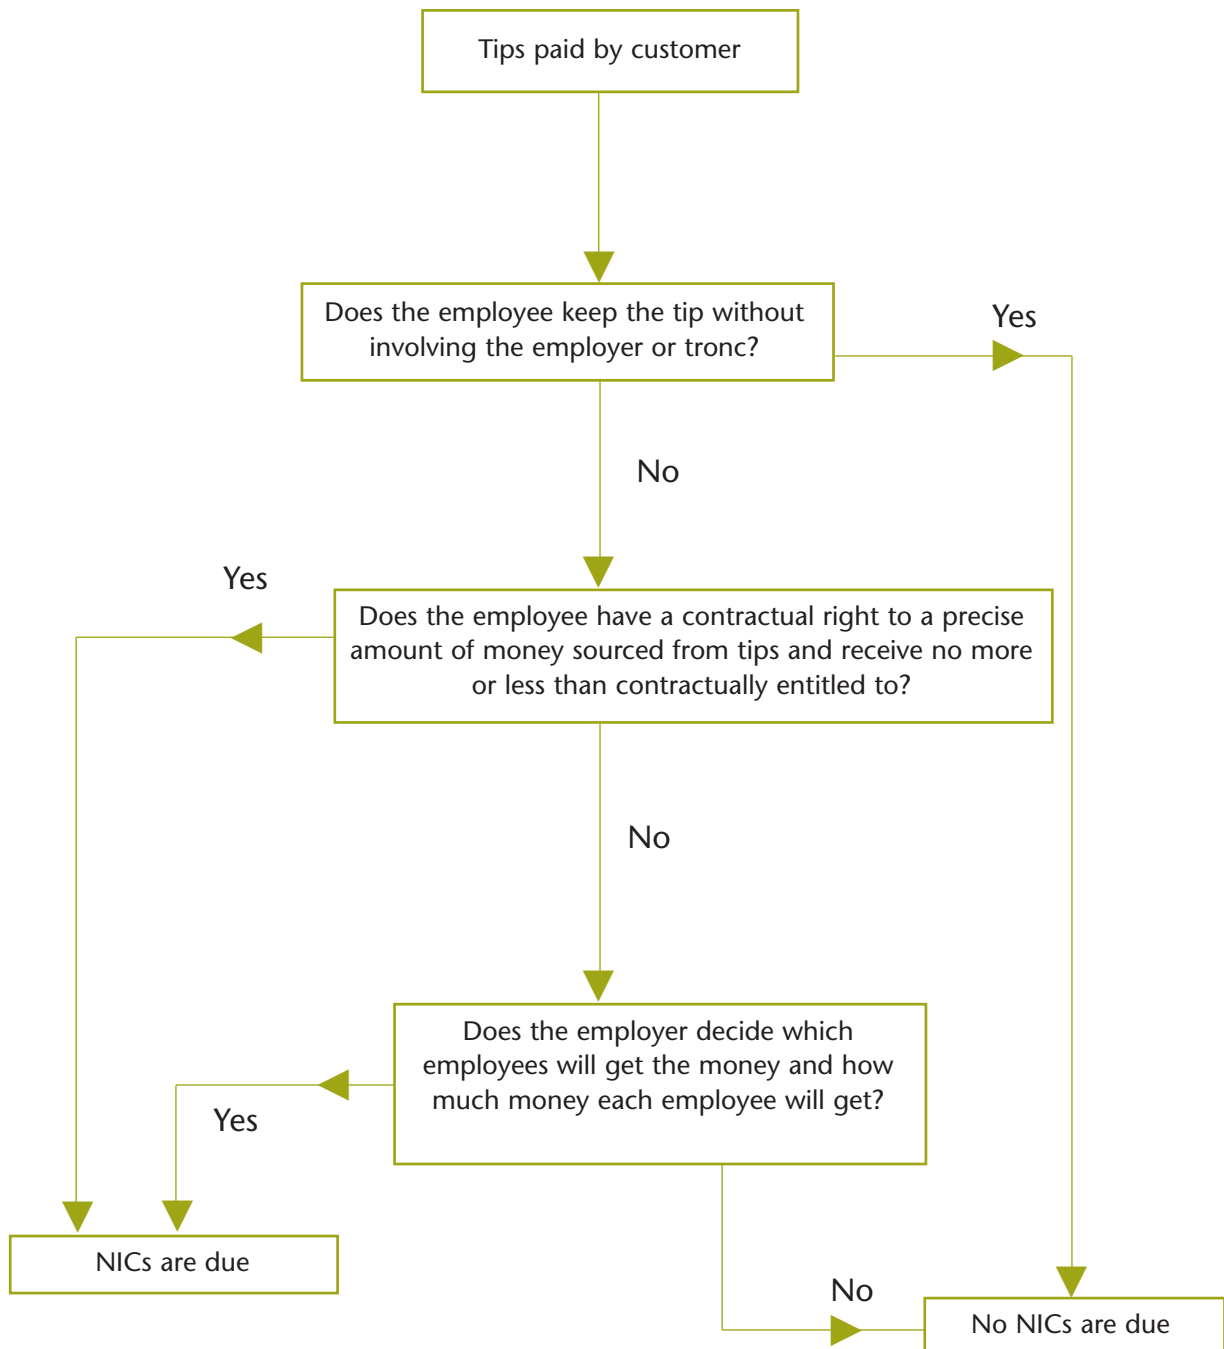 Tips paid by customer
Does the employee keep the tip without
involving the employer or tronc?
Yes
No
Yes
Does the employee have a contractual right to a precise
amount of money sourced from tips and receive no more
or less than contractually entitled to?
No
Does the employer decide which
employees will get the money and how
much money each employee will get?
Yes
NICs are due
No
No NICs are due